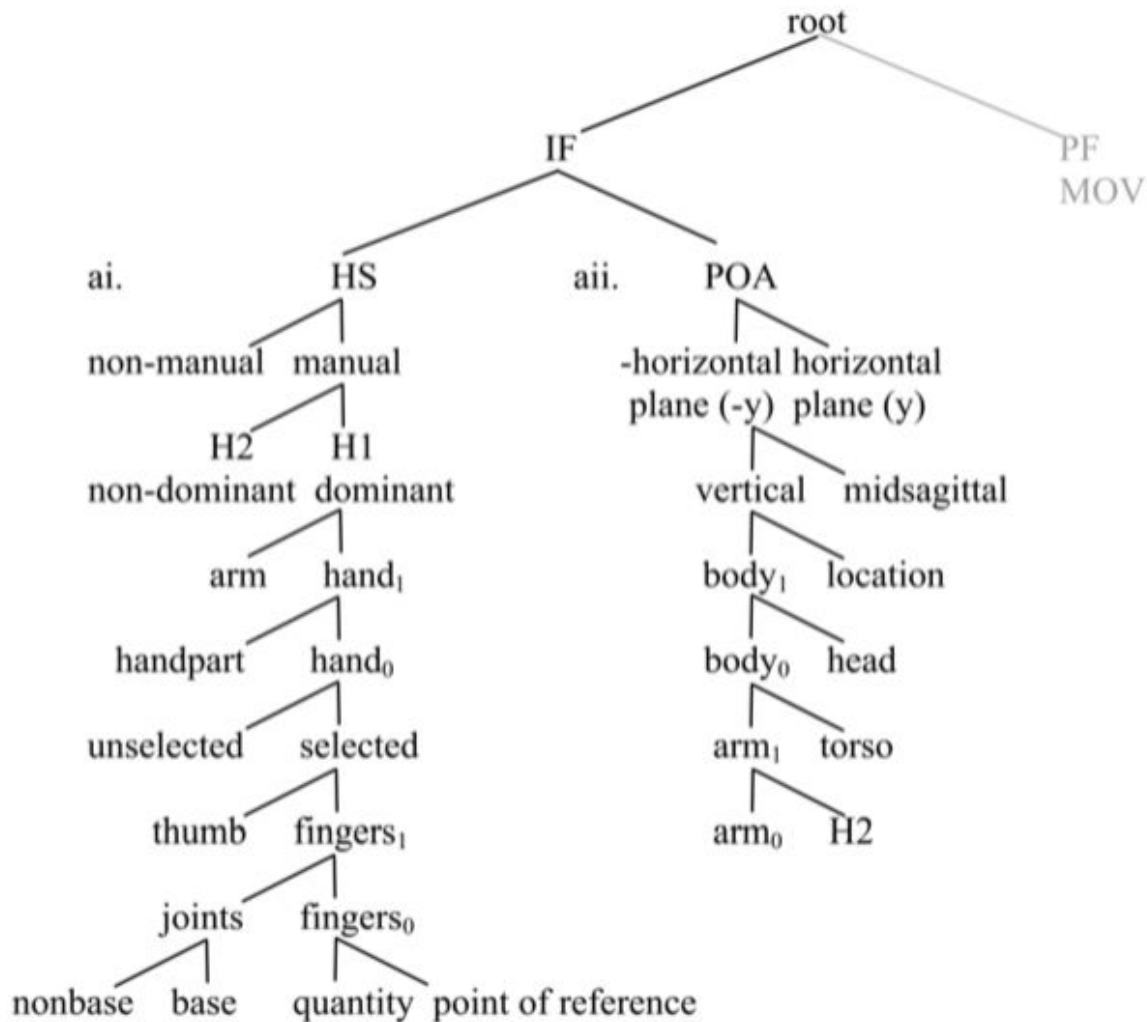 root
IF PF
MOV
ai. HS aii. POA
non-manual manual -horizontal horizontal
plane (-y) plane (y)
H2 H1
non-dominant dominant vertical midsagittal
arm hand₁ body₁ location
handpart hand₀ body₀ head
unselected selected arm₁ torso
thumb fingers₁ arm₀ H2
joints fingers₀
nonbase base quantity point of reference